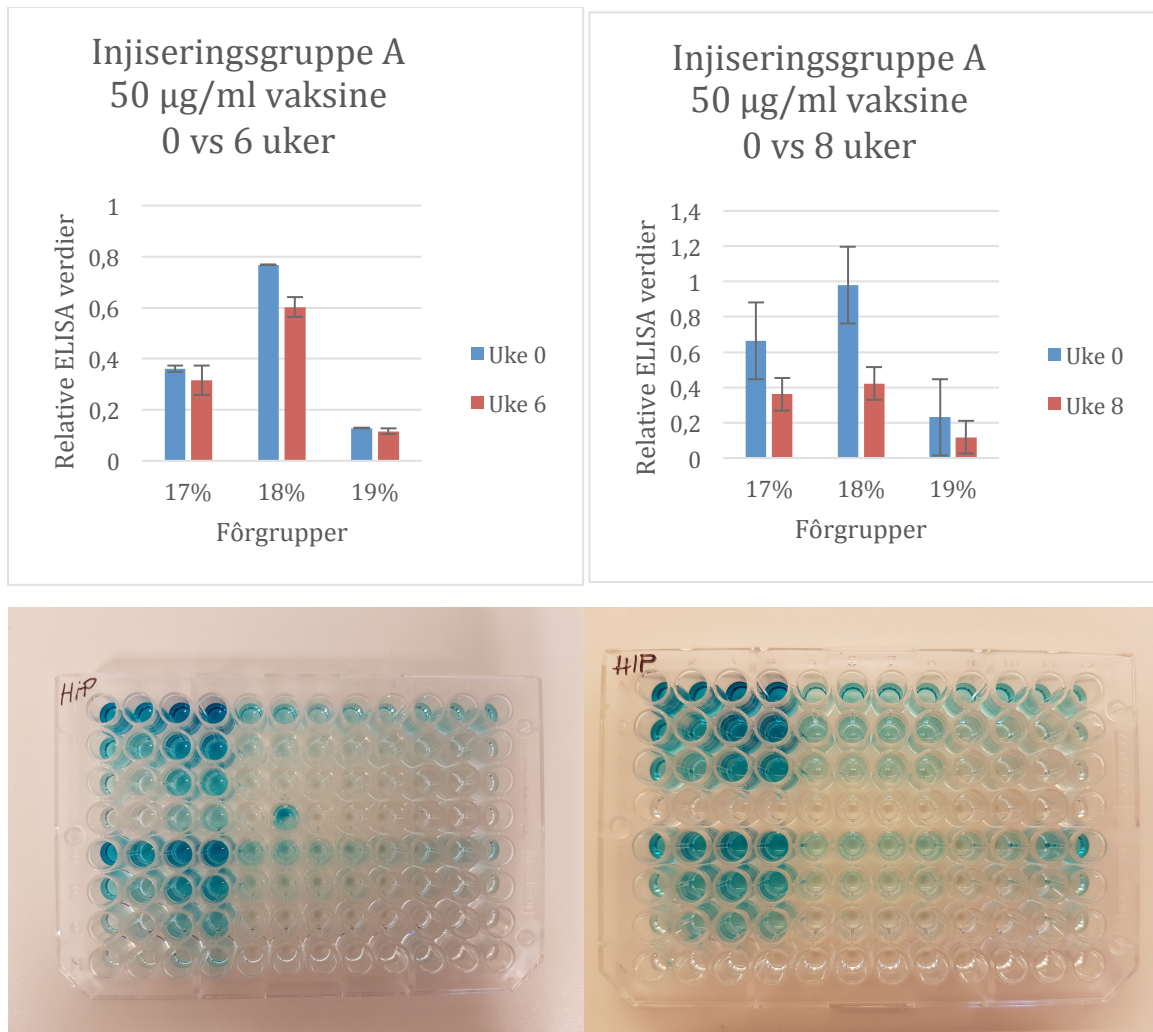 Injiseringsgruppe A
50 µg/ml vaksine
0 vs 6 uker
Relative ELISA verdier
1
0,8
0,6
0,4
0,2
0
17%
18%
19%
Fôrgrupper
Uke 0
Uke 6
Injiseringsgruppe A
50 µg/ml vaksine
0 vs 8 uker
Relative ELISA verdier
1,4
1,2
1
0,8
0,6
0,4
0,2
0
17%
18%
19%
Fôrgrupper
Uke 0
Uke 8
HiP
HIP